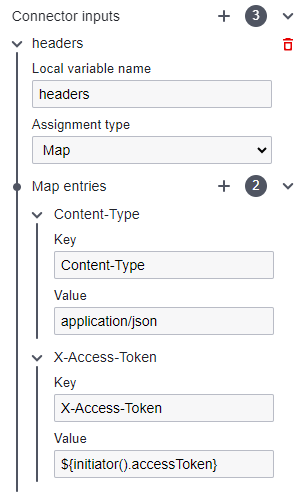 Connector inputs 3
headers
Local variable name
headers
Assignment type
Map
Map entries 2
Content-Type
Key
Content-Type
Value
application/json
X-Access-Token
Key
X-Access-Token
Value
${initiator().accessToken}